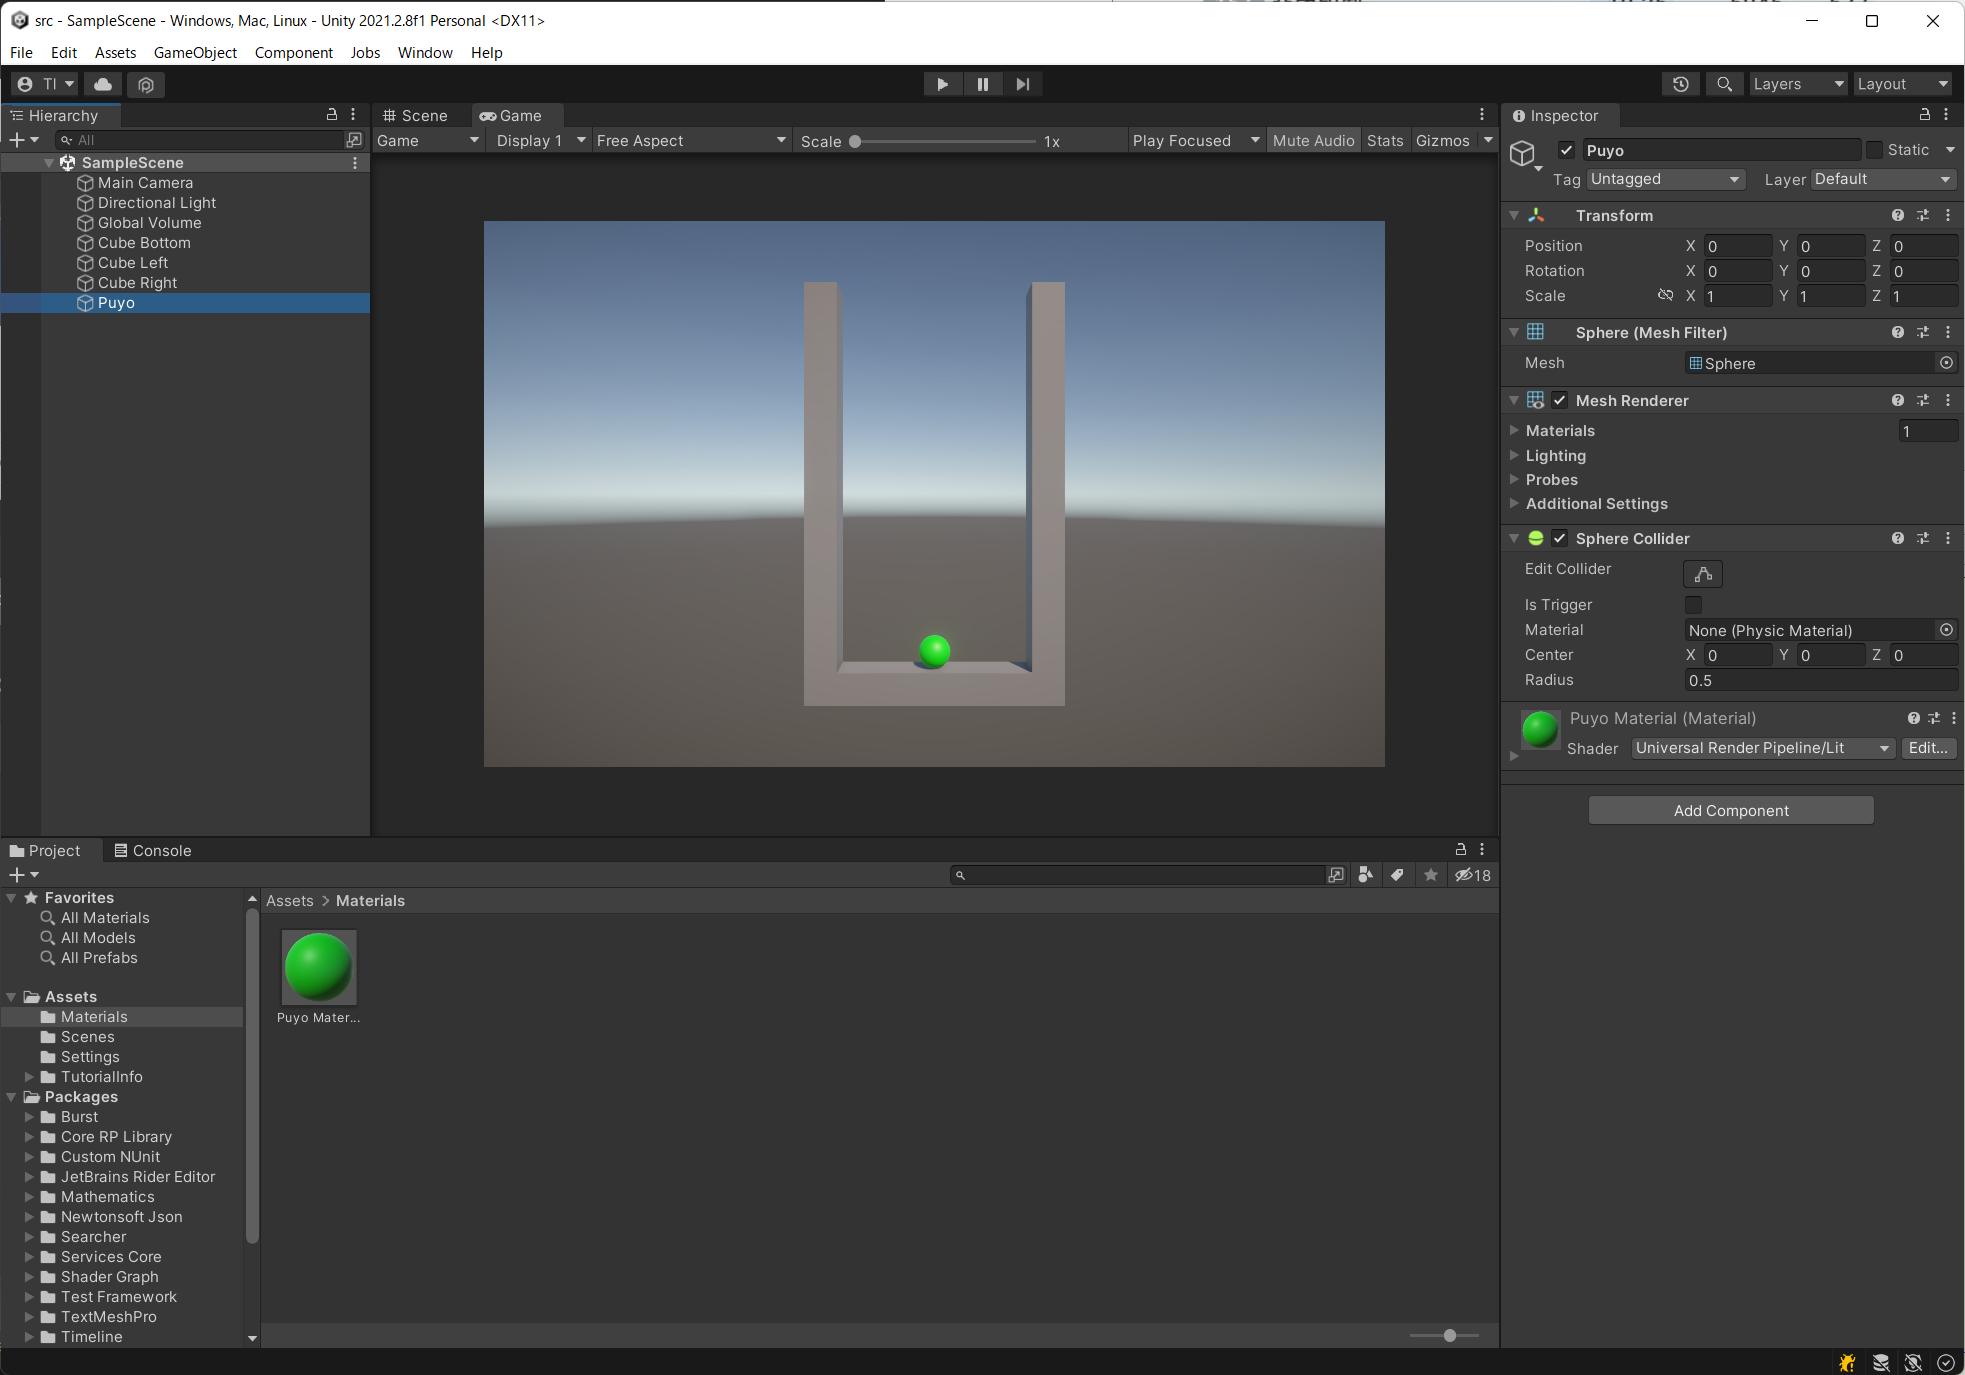 src - SampleScene - Windows, Mac, Linux - Unity 2021.2.8f1 Personal <DX11>
File Edit Assets GameObject Component Jobs Window Help
TI Layers Layout
Hierarchy
All
SampleScene
Main Camera
Directional Light
Global Volume
Cube Bottom
Cube Left
Cube Right
Puyo
Scene Game
Game Display 1 Free Aspect Scale 1x Play Focused Mute Audio Stats Gizmos
Inspector
Puyo Static
Tag Untagged Layer Default
Transform
Position X 0 Y 0 Z 0
Rotation X 0 Y 0 Z 0
Scale X 1 Y 1 Z 1
Sphere (Mesh Filter)
Mesh Sphere
Mesh Renderer
Materials 1
Lighting
Probes
Additional Settings
Sphere Collider
Edit Collider
Is Trigger
Material None (Physic Material)
Center X 0 Y 0 Z 0
Radius 0.5
Puyo Material (Material)
Shader Universal Render Pipeline/Lit Edit...
Add Component
Project Console
18
Favorites
All Materials
All Models
All Prefabs
Assets
Materials
Scenes
Settings
TutorialInfo
Packages
Burst
Core RP Library
Custom NUnit
JetBrains Rider Editor
Mathematics
Newtonsoft Json
Searcher
Services Core
Shader Graph
Test Framework
TextMeshPro
Timeline
Assets > Materials
Puyo Mater...